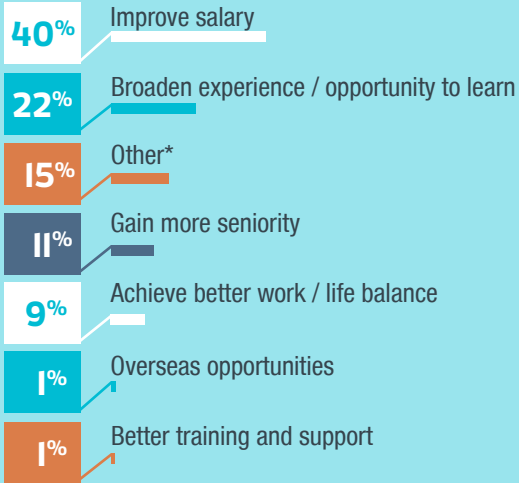 40% Improve salary
22% Broaden experience / opportunity to learn
15% Other*
11% Gain more seniority
9% Achieve better work / life balance
1% Overseas opportunities
1% Better training and support